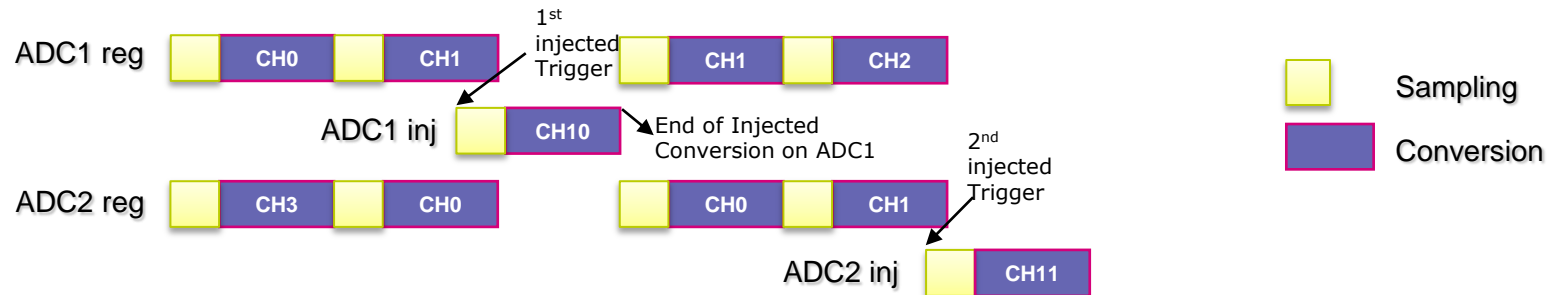 1st
injected
Trigger
ADC1 reg
CH0
CH1
CH1
CH2
Sampling
ADC1 inj
CH10
End of Injected
Conversion on ADC1
2nd
injected
Trigger
Conversion
ADC2 reg
CH3
CH0
CH0
CH1
ADC2 inj
CH11